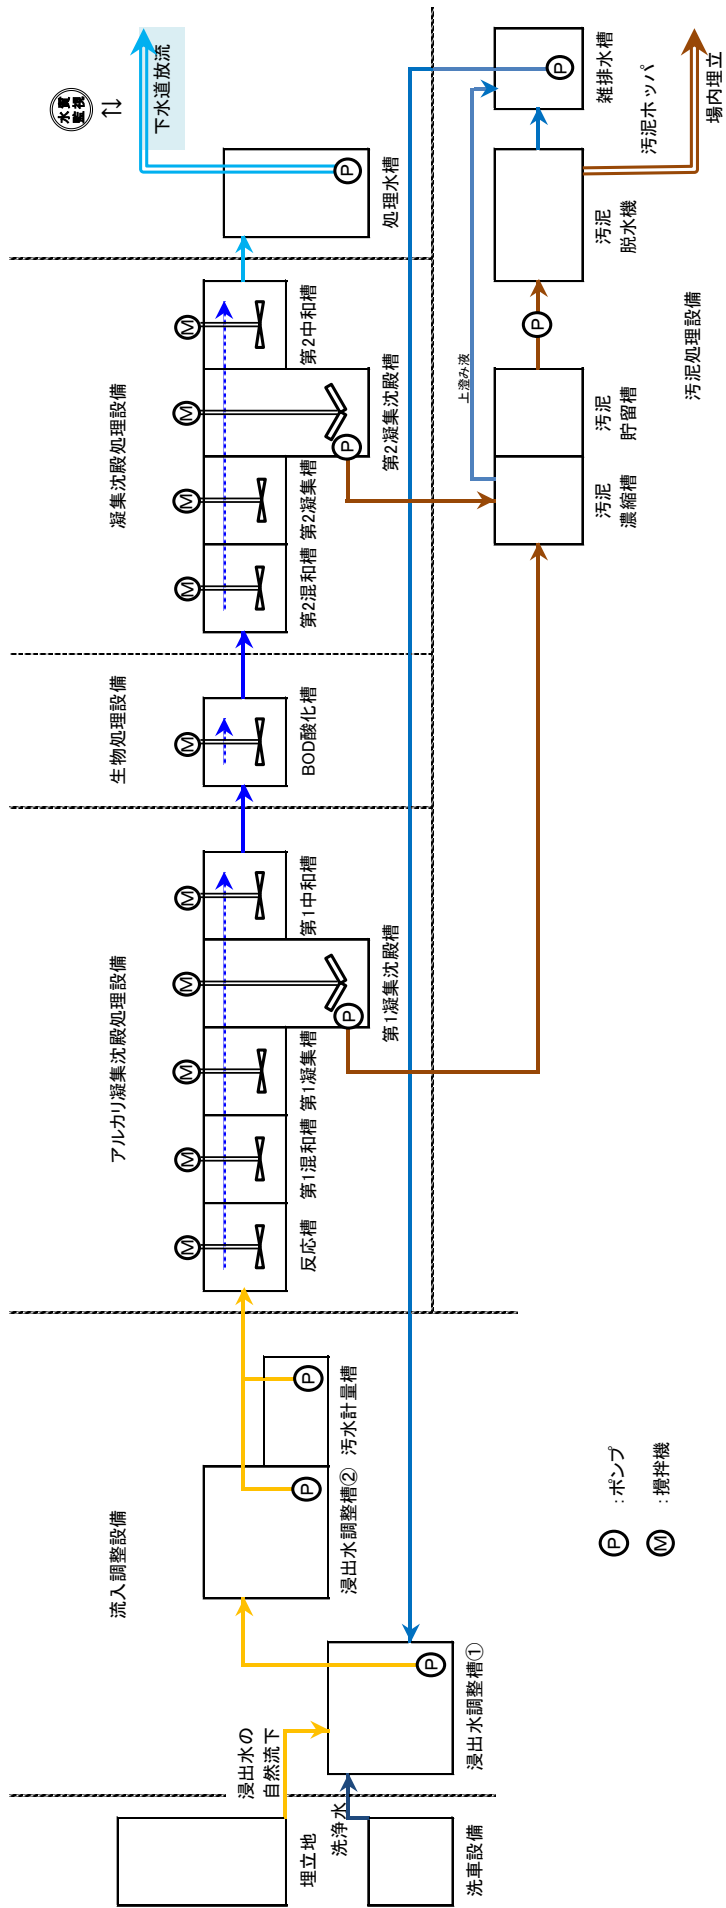 流入調整設備
アルカリ凝集沈殿処理設備
生物処理設備
凝集沈殿処理設備
水質
監視
下水道放流
埋立地
浸出水の
自然流下
洗浄水
洗車設備
浸出水調整槽①
P
浸出水調整槽②
P
汚水計量槽
P
M
反応槽
M
第1混和槽
M
第1凝集槽
M
P
第1凝集沈殿槽
M
第1中和槽
M
BOD酸化槽
M
第2混和槽
M
第2凝集槽
M
P
第2凝集沈殿槽
M
第2中和槽
P
処理水槽
汚泥
濃縮槽
汚泥
貯留槽
上澄み液
P
汚泥
脱水機
P
雑排水槽
汚泥ホッパ
場内埋立
汚泥処理設備
P :ポンプ
M :攪拌機